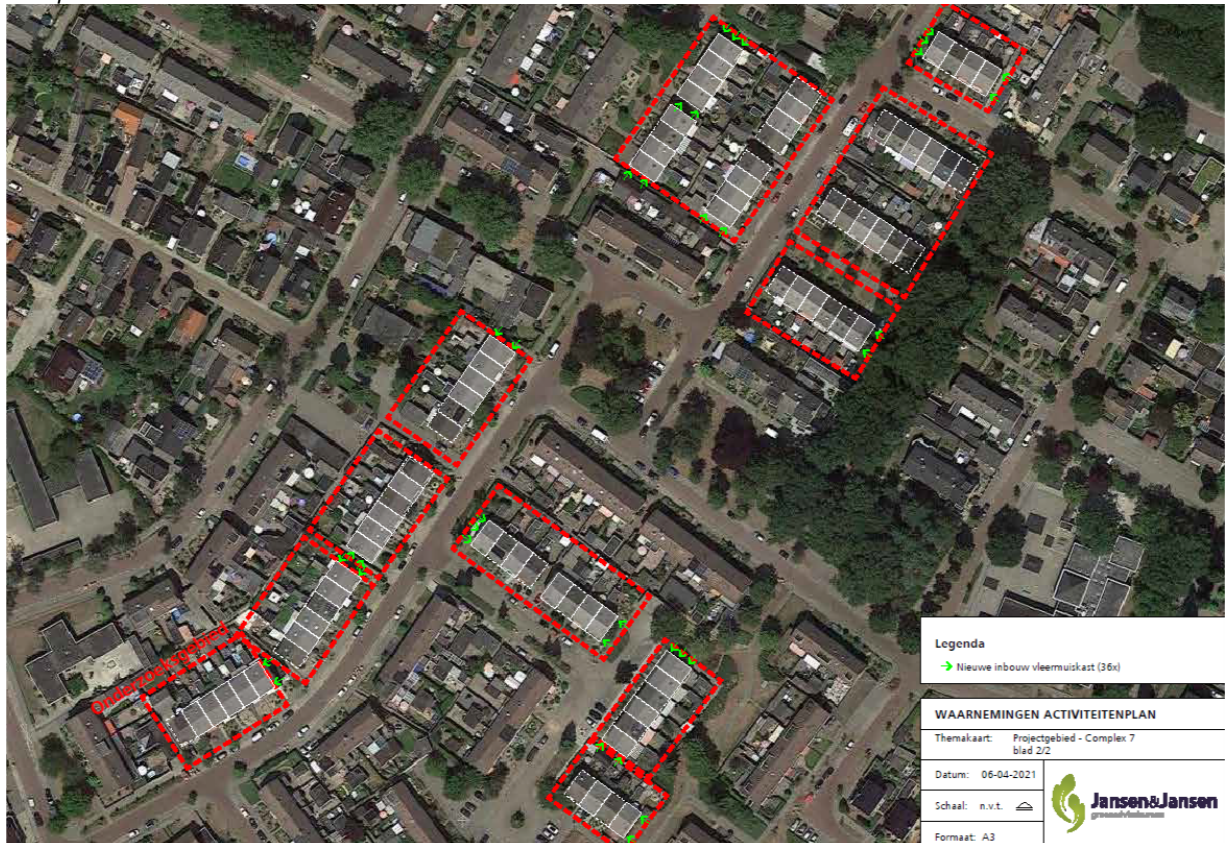 Onderzoeksgebied
Legenda
Nieuwe inbouw vleermuiskast (36x)
WAARNEMINGEN ACTIVITEITENPLAN
Themakaart: Projectgebied - Complex 7
blad 2/2
Datum: 06-04-2021
Schaal: n.v.t.
Formaat: A3
Jansen&Jansen
groenadviesbureau